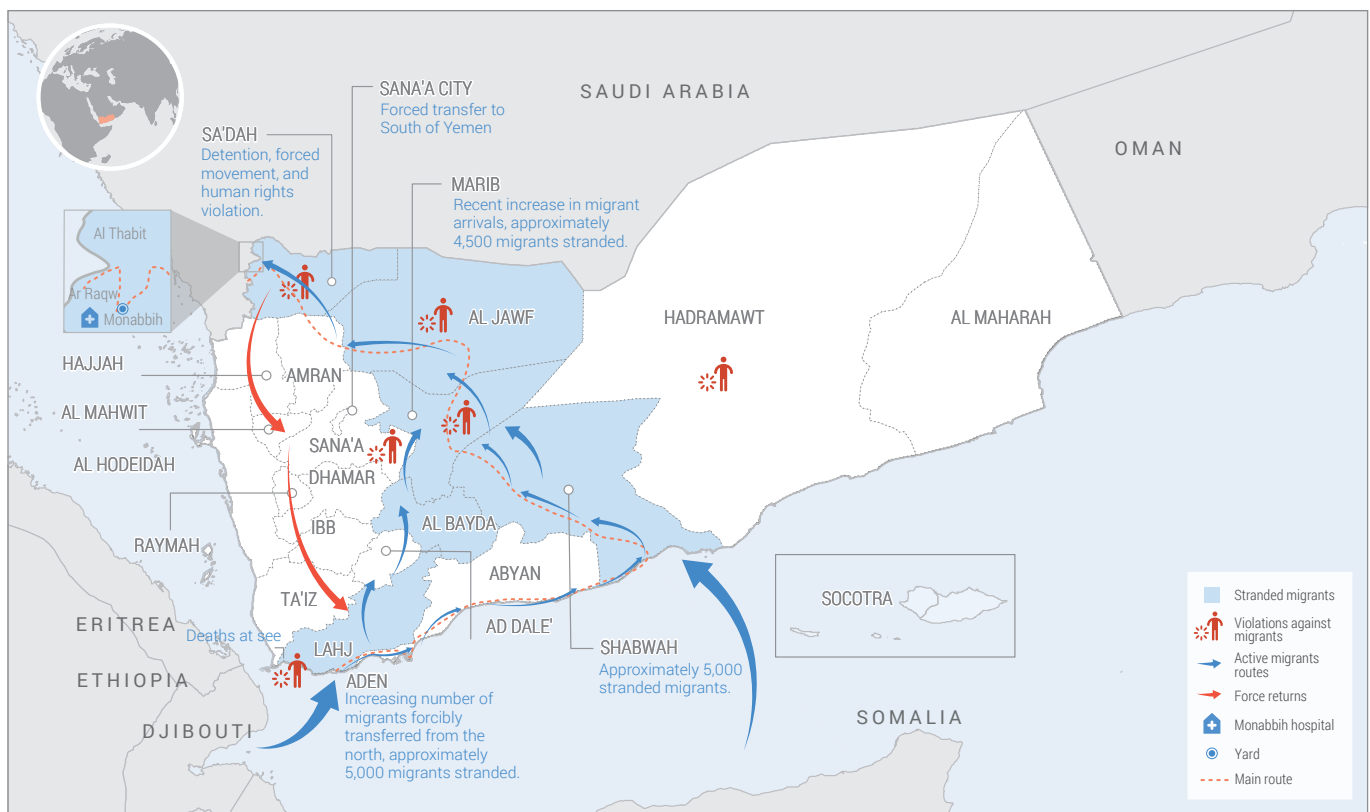 SAUDI ARABIA
OMAN
SANA'A CITY
Forced transfer to
South of Yemen
SA'DAH
Detention, forced
movement, and
human rights
violation.
MARIB
Recent increase in migrant
arrivals, approximately
4,500 migrants stranded.
Al Thabit
Ar Raqw
Monabbih
HAJJAH
AL MAHWIT
AL HODEIDAH
RAYMAH
AMRAN
SANA'A
DHAMAR
IBB
TA'IZ
AL JAWF
HADRAMAWT
AL MAHARAH
AL BAYDA
ABYAN
AD DALE'
LAHJ
SHABWAH
Approximately 5,000
stranded migrants.
ADEN
Increasing number of
migrants forcibly
transferred from the
north, approximately
5,000 migrants stranded.
Deaths at see
ERITREA
ETHIOPIA
DJIBOUTI
SOMALIA
SOCOTRA
Stranded migrants
Violations against
migrants
Active migrants
routes
Force returns
Monabbih hospital
Yard
Main route